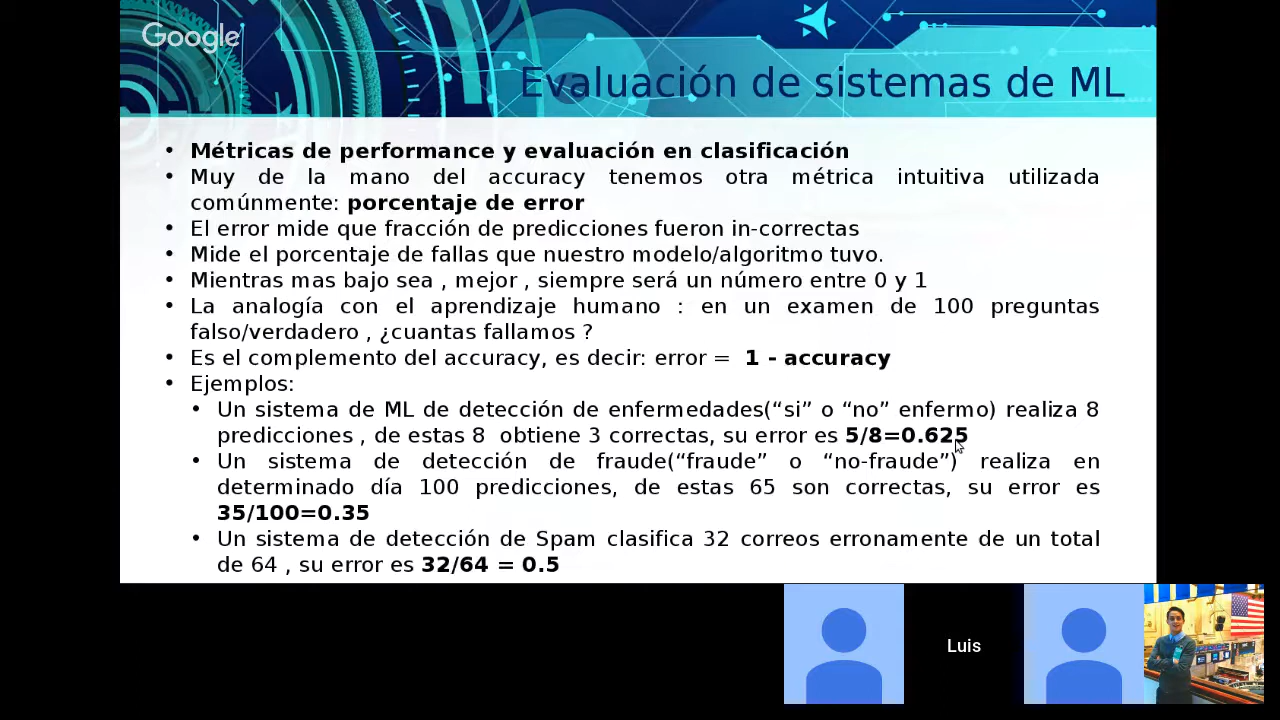 Google
Evaluación de sistemas de ML
• Métricas de performance y evaluación en clasificación
• Muy de la mano del accuracy tenemos otra métrica intuitiva utilizada
comúnmente: porcentaje de error
• El error mide que fracción de predicciones fueron in-correctas
• Mide el porcentaje de fallas que nuestro modelo/algoritmo tuvo.
• Mientras mas bajo sea , mejor , siempre será un número entre 0 y 1
• La analogía con el aprendizaje humano : en un examen de 100 preguntas
falso/verdadero , ¿cuantas fallamos ?
• Es el complemento del accuracy, es decir: error = 1 - accuracy
• Ejemplos:
• Un sistema de ML de detección de enfermedades(“si” o “no” enfermo) realiza 8
predicciones , de estas 8 obtiene 3 correctas, su error es 5/8=0.625
• Un sistema de detección de fraude(“fraude” o “no-fraude”) realiza en
determinado día 100 predicciones, de estas 65 son correctas, su error es
35/100=0.35
• Un sistema de detección de Spam clasifica 32 correos erronamente de un total
de 64 , su error es 32/64 = 0.5
Luis